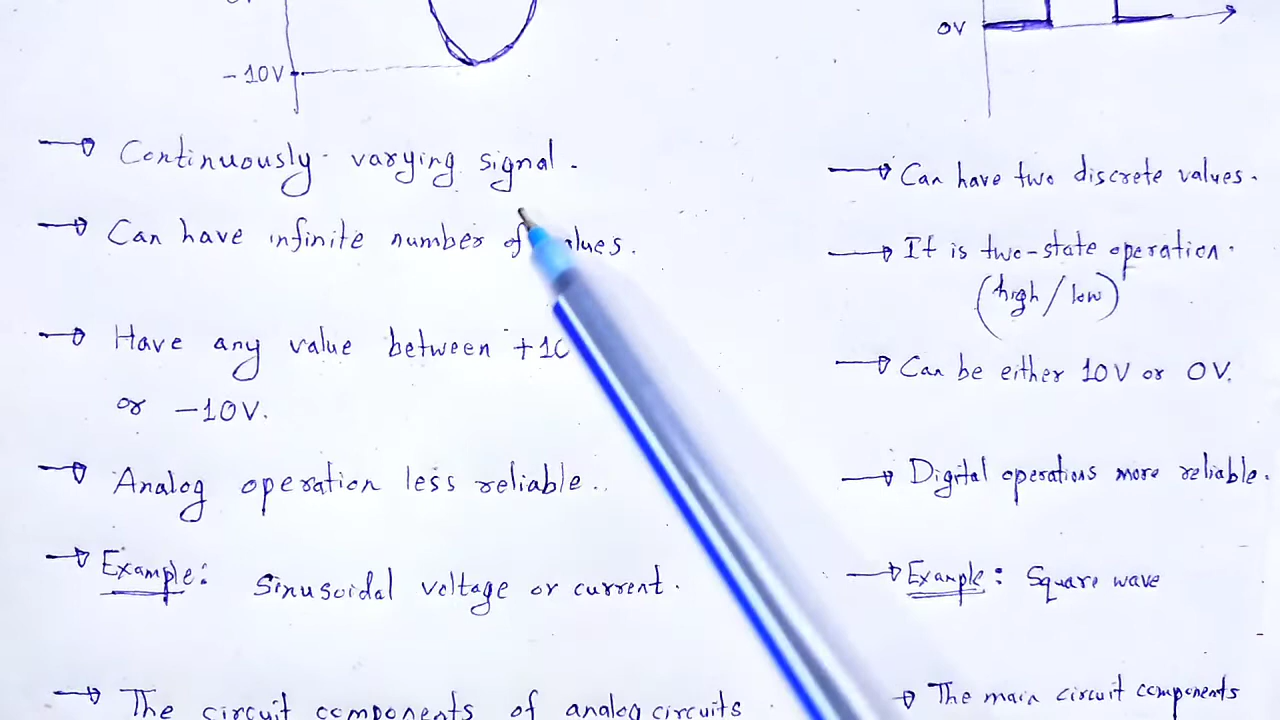 -10V
→ Continuously varying signal.
→ Can have infinite number of
→ Have any value between +10
or -10V.
→ Analog operation less reliable.
→ Example: Sinusoidal voltage or current.
→ The circuit components of analog circuits
0V
→ Can have two discrete values.
→ It is two-state operation.
(high/low)
→ Can be either 10V or 0V.
→ Digital operations more reliable.
→ Example: Square wave
→ The main circuit components